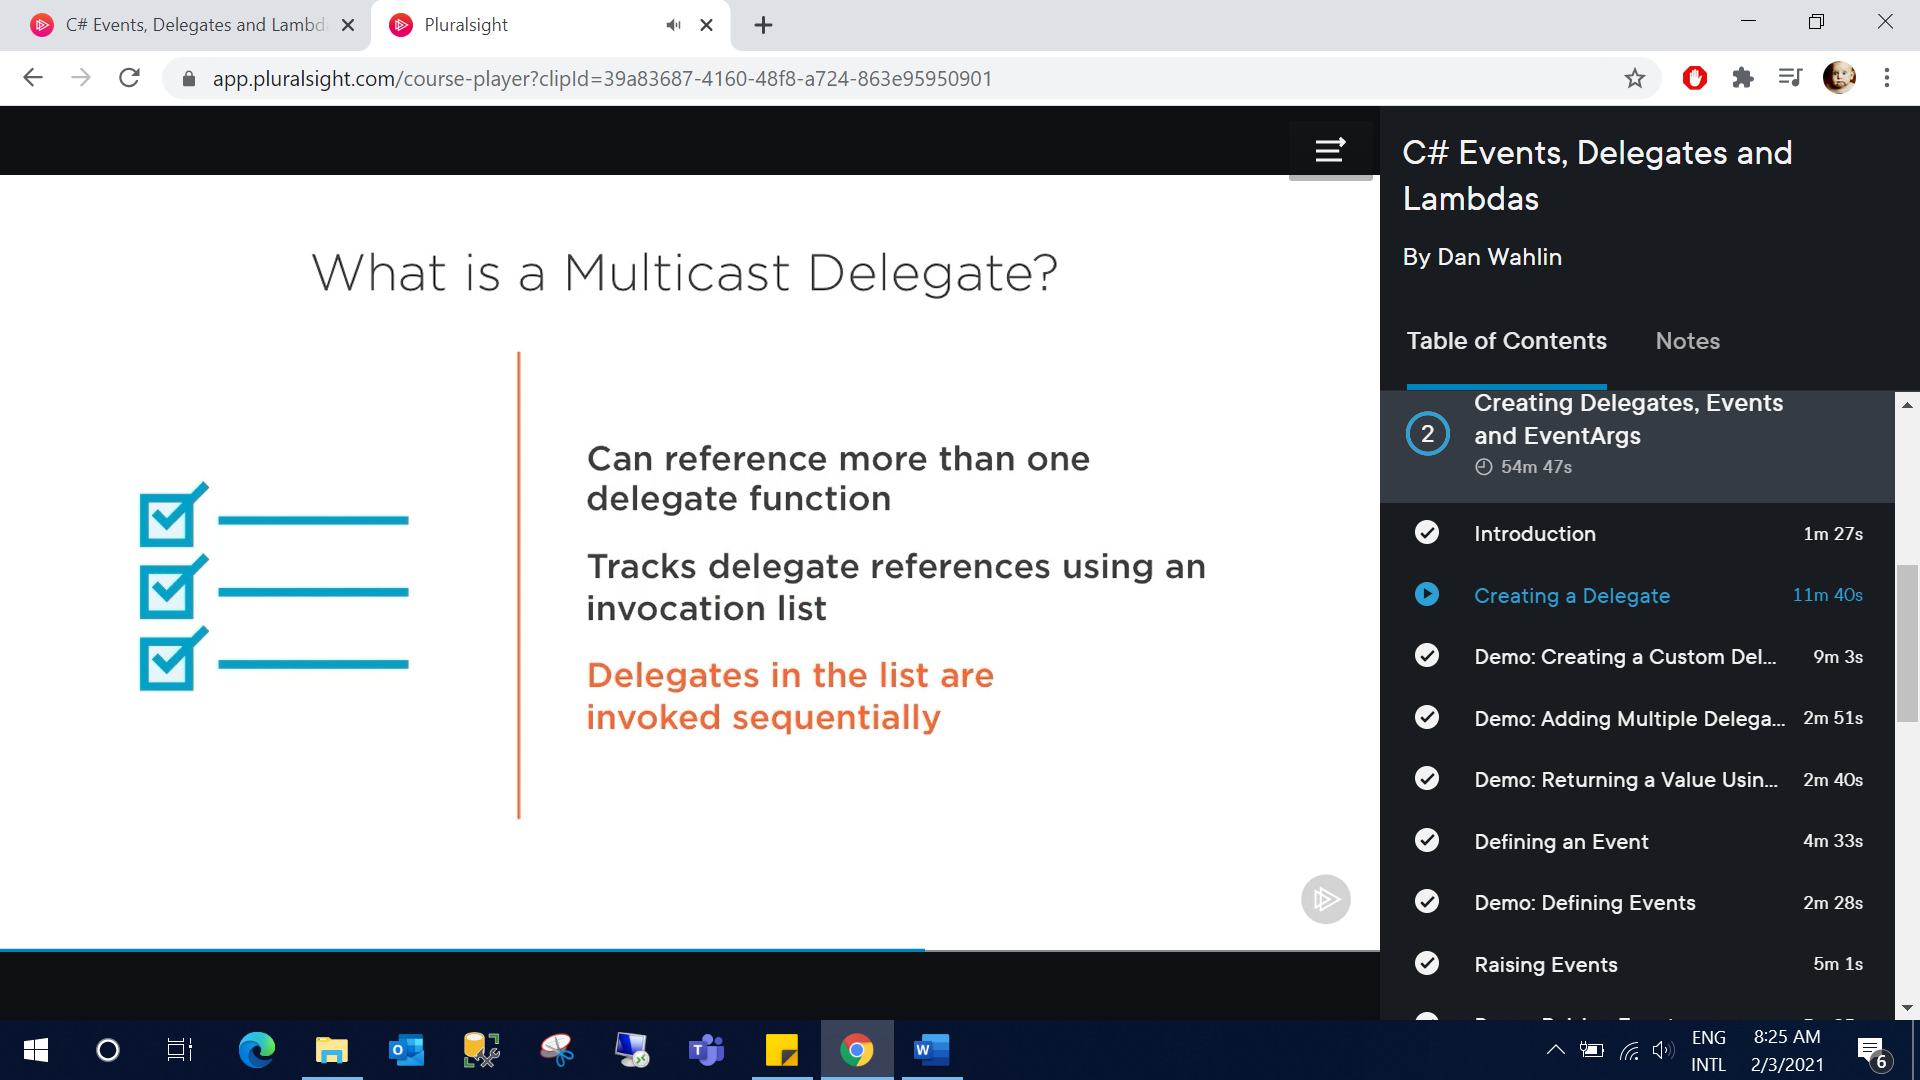 C# Events, Delegates and Lambd
Pluralsight
app.pluralsight.com/course-player?clipId=39a83687-4160-48f8-a724-863e95950901
What is a Multicast Delegate?
Can reference more than one
delegate function
Tracks delegate references using an
invocation list
Delegates in the list are
invoked sequentially
C# Events, Delegates and
Lambdas
By Dan Wahlin
Table of Contents
Notes
2
Creating Delegates, Events
and EventArgs
54m 47s
Introduction 1m 27s
Creating a Delegate 11m 40s
Demo: Creating a Custom Del... 9m 3s
Demo: Adding Multiple Delega... 2m 51s
Demo: Returning a Value Usin... 2m 40s
Defining an Event 4m 33s
Demo: Defining Events 2m 28s
Raising Events 5m 1s
ENG
INTL
8:25 AM
2/3/2021
6